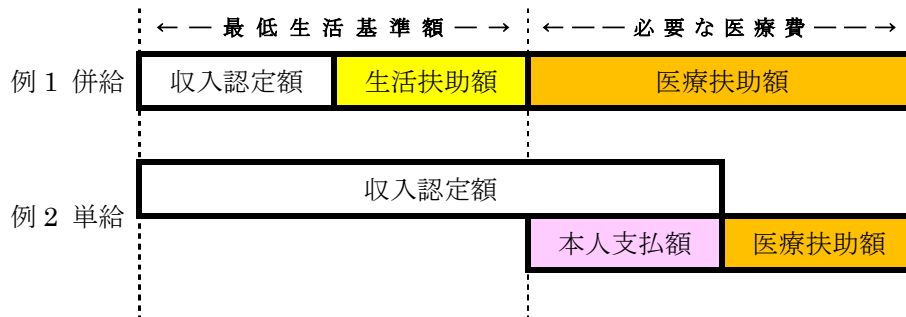 ←―最低生活基準額―→ ←――必要な医療費――→
例1 併給 収入認定額 生活扶助額 医療扶助額
例2 単給 収入認定額
本人支払額 医療扶助額